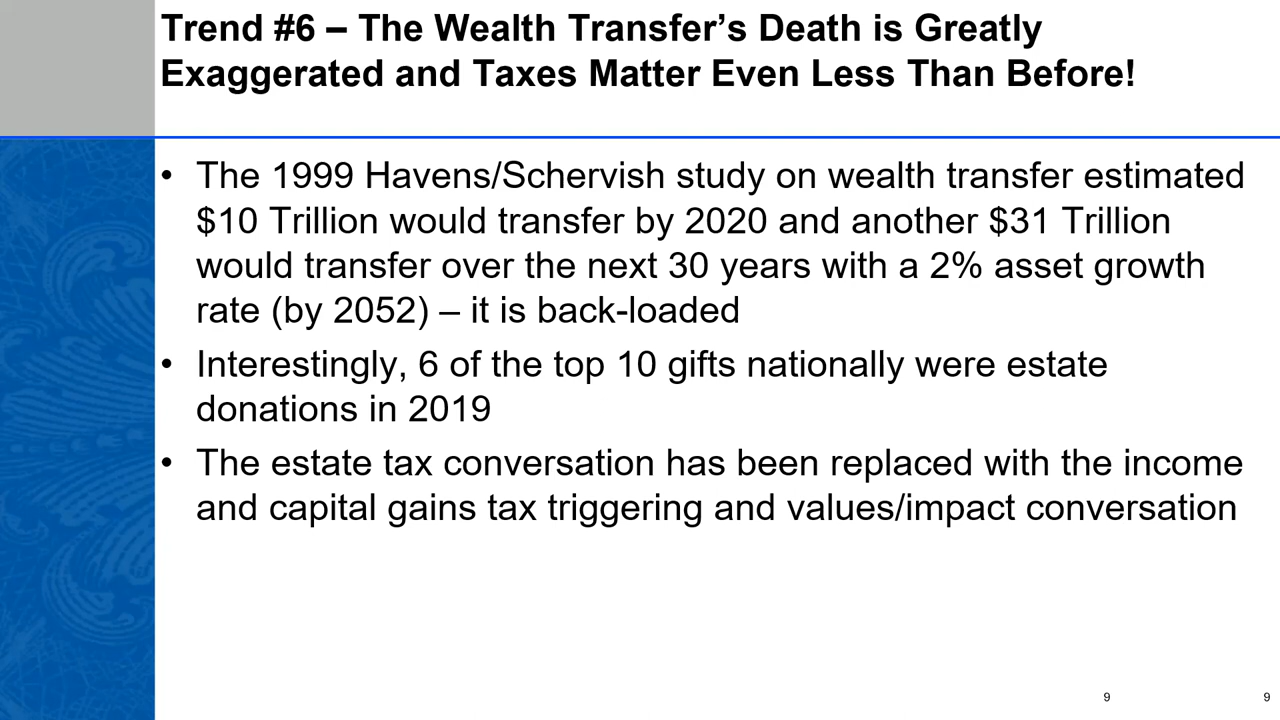 Trend #6 – The Wealth Transfer’s Death is Greatly
Exaggerated and Taxes Matter Even Less Than Before!
• The 1999 Havens/Schervish study on wealth transfer estimated
$10 Trillion would transfer by 2020 and another $31 Trillion
would transfer over the next 30 years with a 2% asset growth
rate (by 2052) – it is back-loaded
• Interestingly, 6 of the top 10 gifts nationally were estate
donations in 2019
• The estate tax conversation has been replaced with the income
and capital gains tax triggering and values/impact conversation
9 9